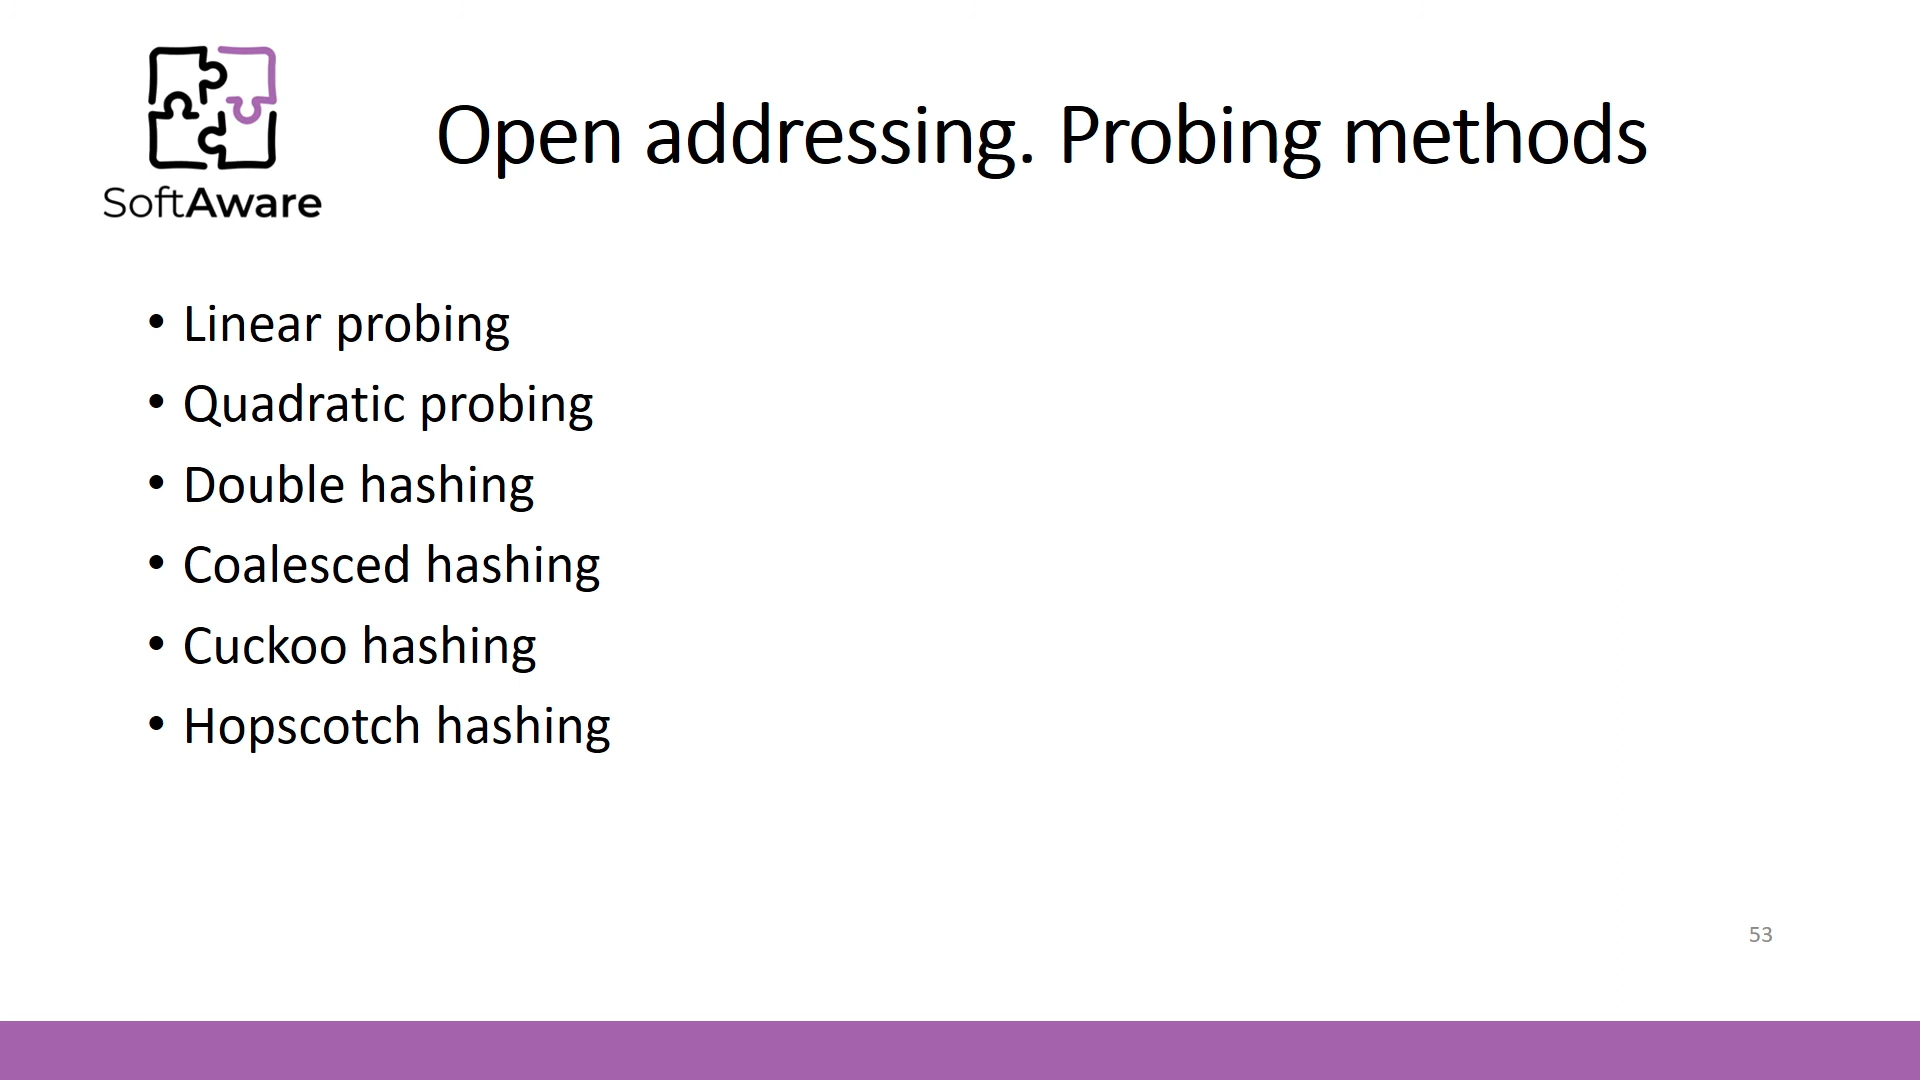 SoftAware
Open addressing. Probing methods
• Linear probing
• Quadratic probing
• Double hashing
• Coalesced hashing
• Cuckoo hashing
• Hopscotch hashing
53